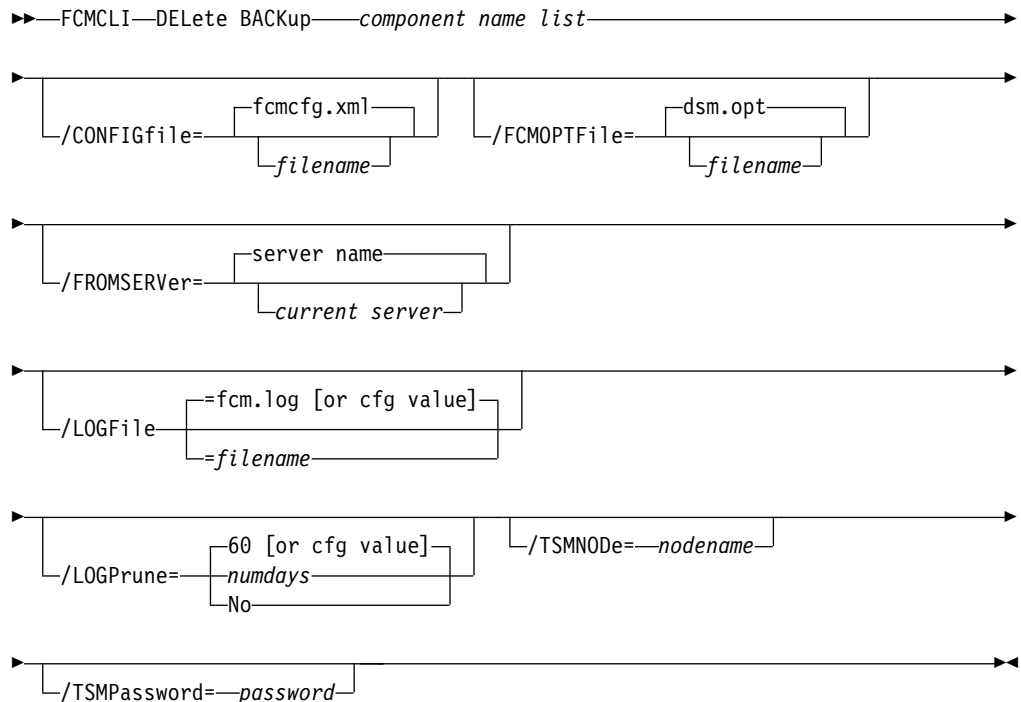 FCMCLI DELete BACKup component name list
/CONFIGfile= fcmcfg.xml filename
/FCMOPTFile= dsm.opt filename
/FROMSERVer= server name current server
/LOGFile =fcm.log [or cfg value] =filename
/LOGPrune= 60 [or cfg value] numdays No
/TSMNODe= nodename
/TSMPassword= password